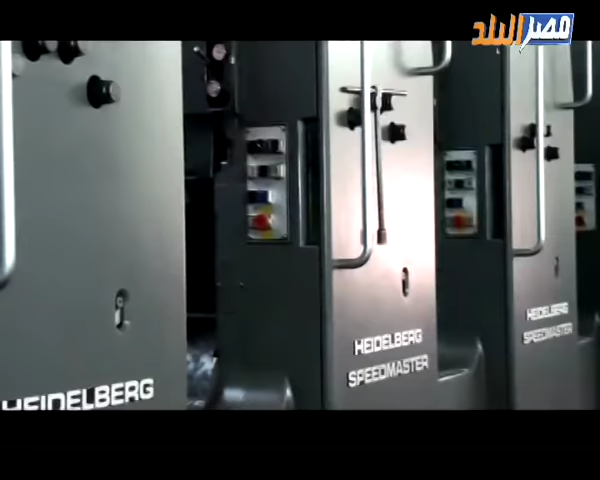 مصر البلد
HEIDELBERG
HEIDELBERG
SPEEDMASTER
HEIDELBERG
SPEEDMASTER